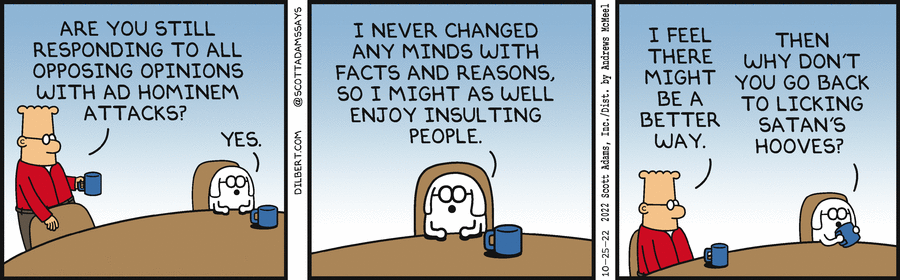 ARE YOU STILL
RESPONDING TO ALL
OPPOSING OPINIONS
WITH AD HOMINEM
ATTACKS?
YES.
DILBERT.COM @SCOTTADAMSSAYS
I NEVER CHANGED
ANY MINDS WITH
FACTS AND REASONS,
SO I MIGHT AS WELL
ENJOY INSULTING
PEOPLE.
10-25-22 2022 Scott Adams, Inc./Dist. by Andrews McMeel
I FEEL
THERE
MIGHT
BE A
BETTER
WAY.
THEN
WHY DON'T
YOU GO BACK
TO LICKING
SATAN'S
HOOVES?